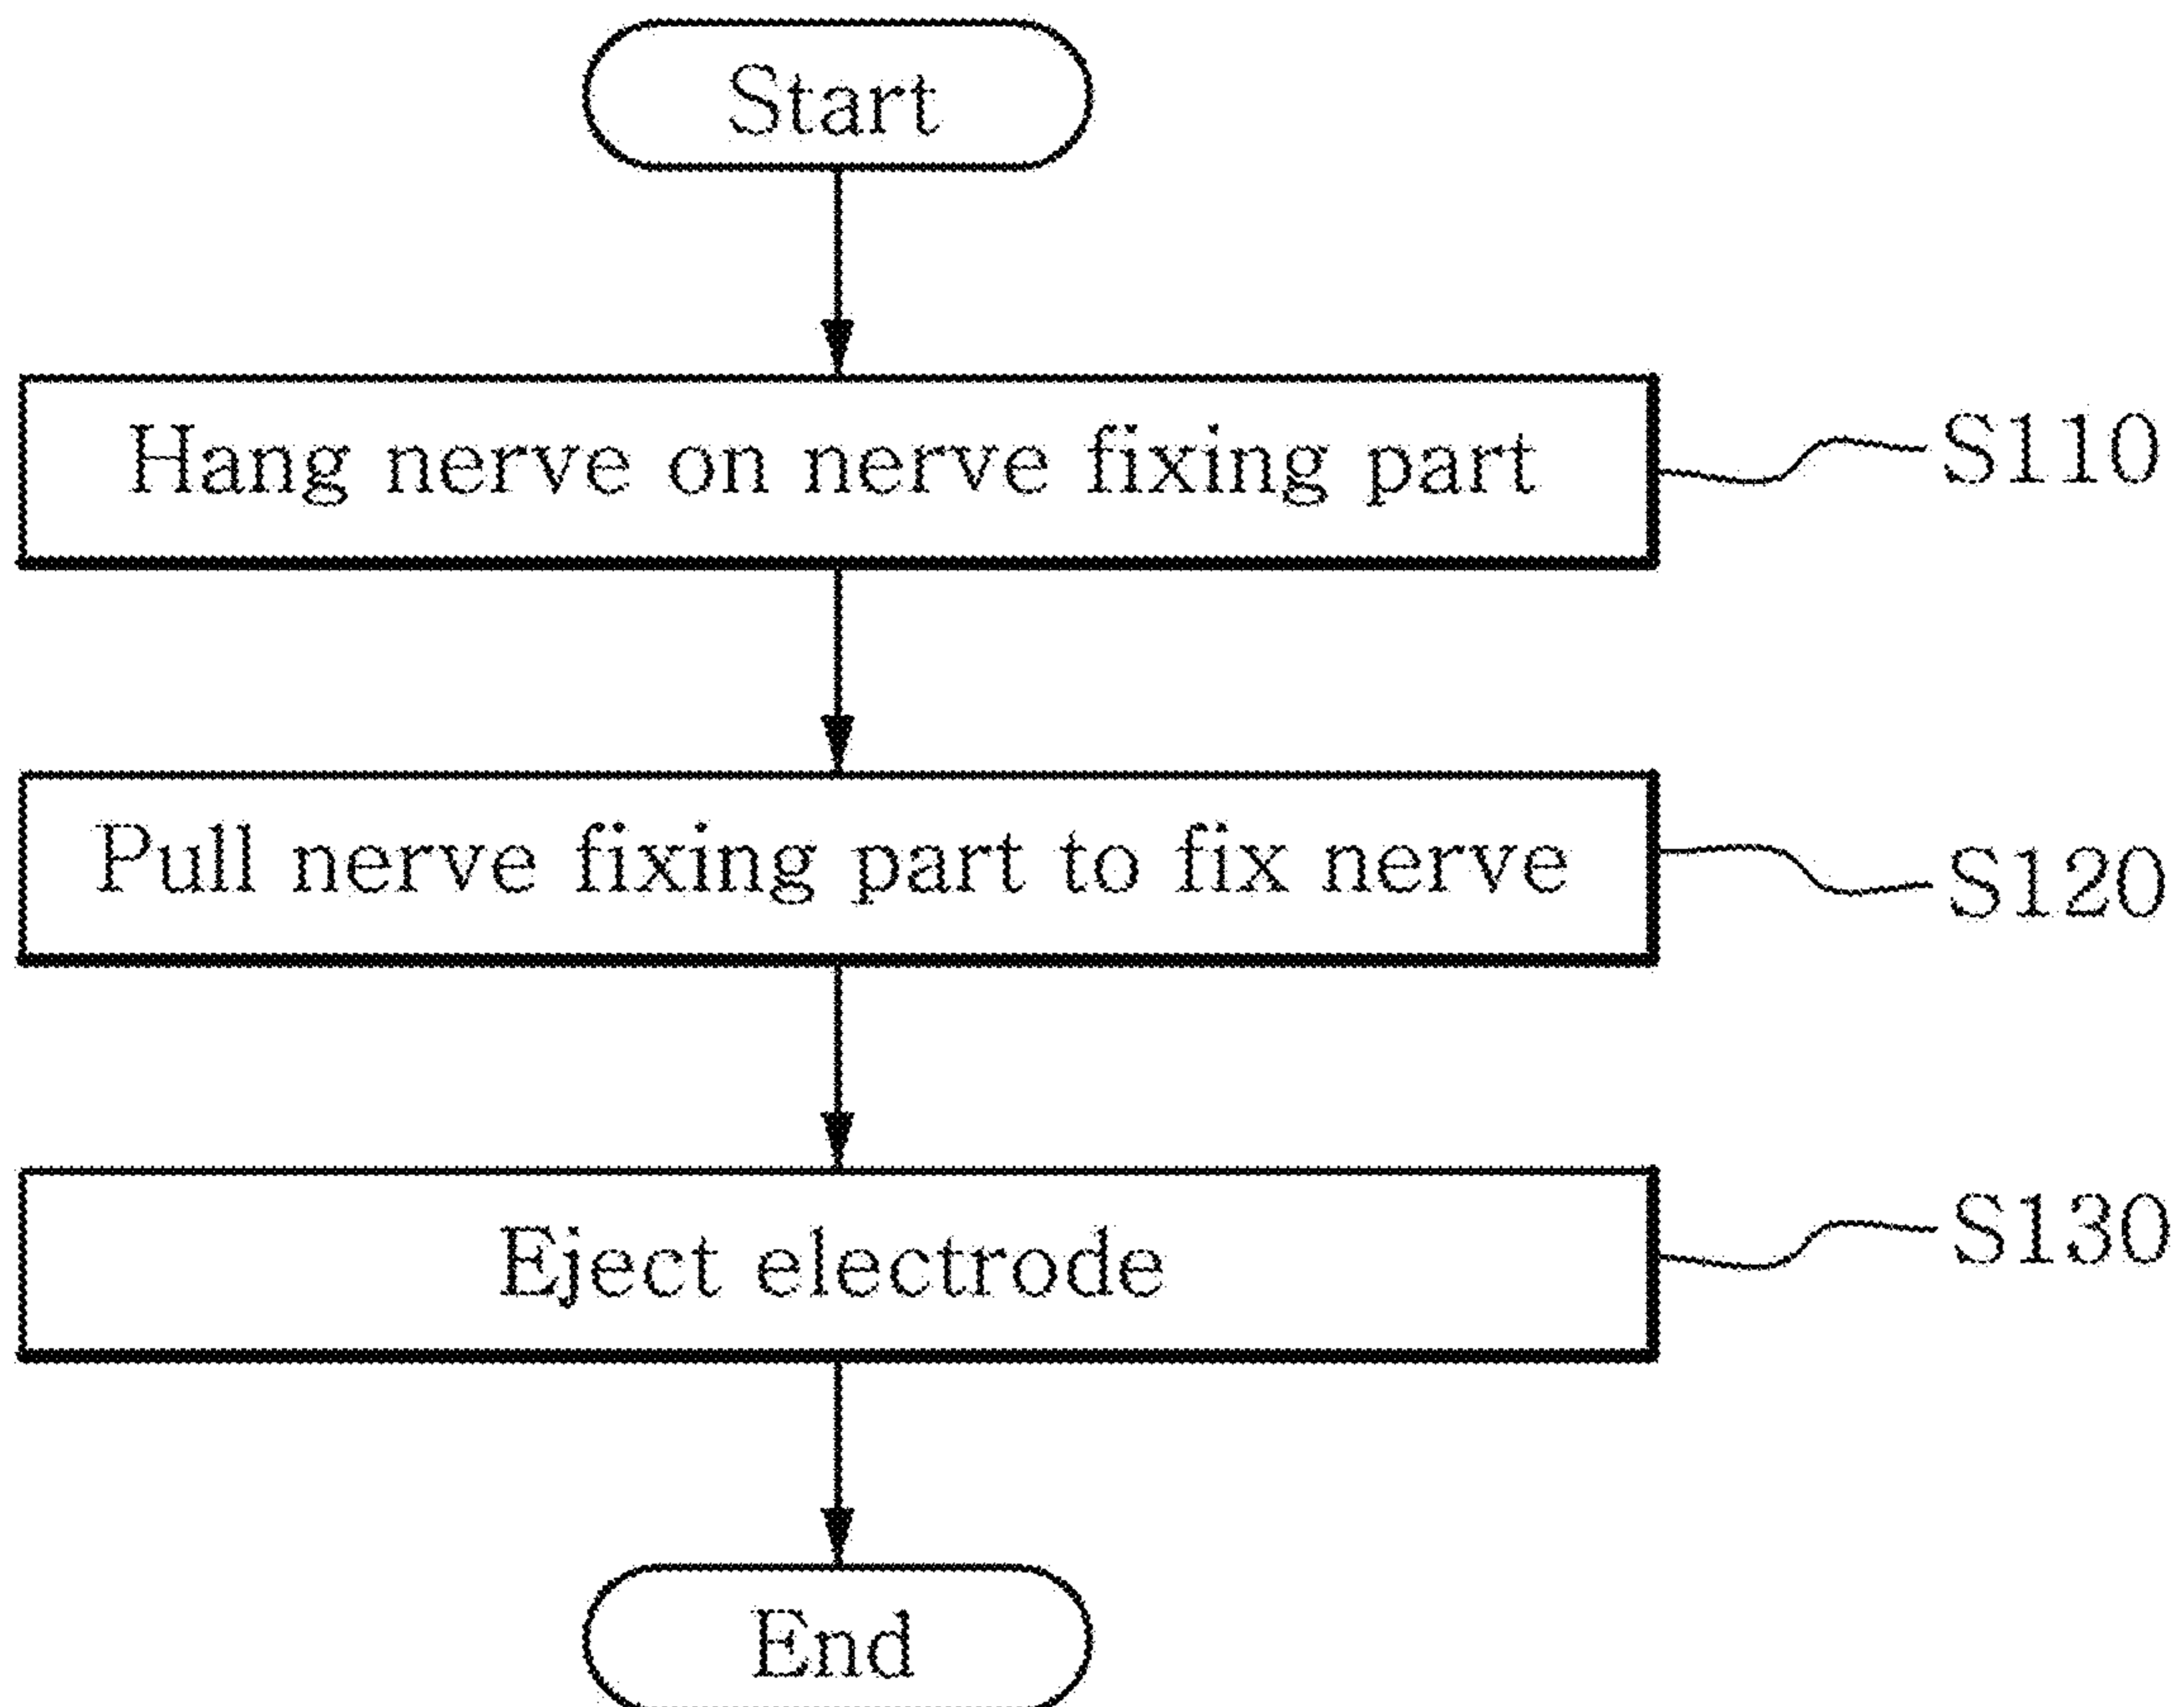 Start
Hang nerve on nerve fixing part
S110
Pull nerve fixing part to fix nerve
S120
Eject electrode
S130
End